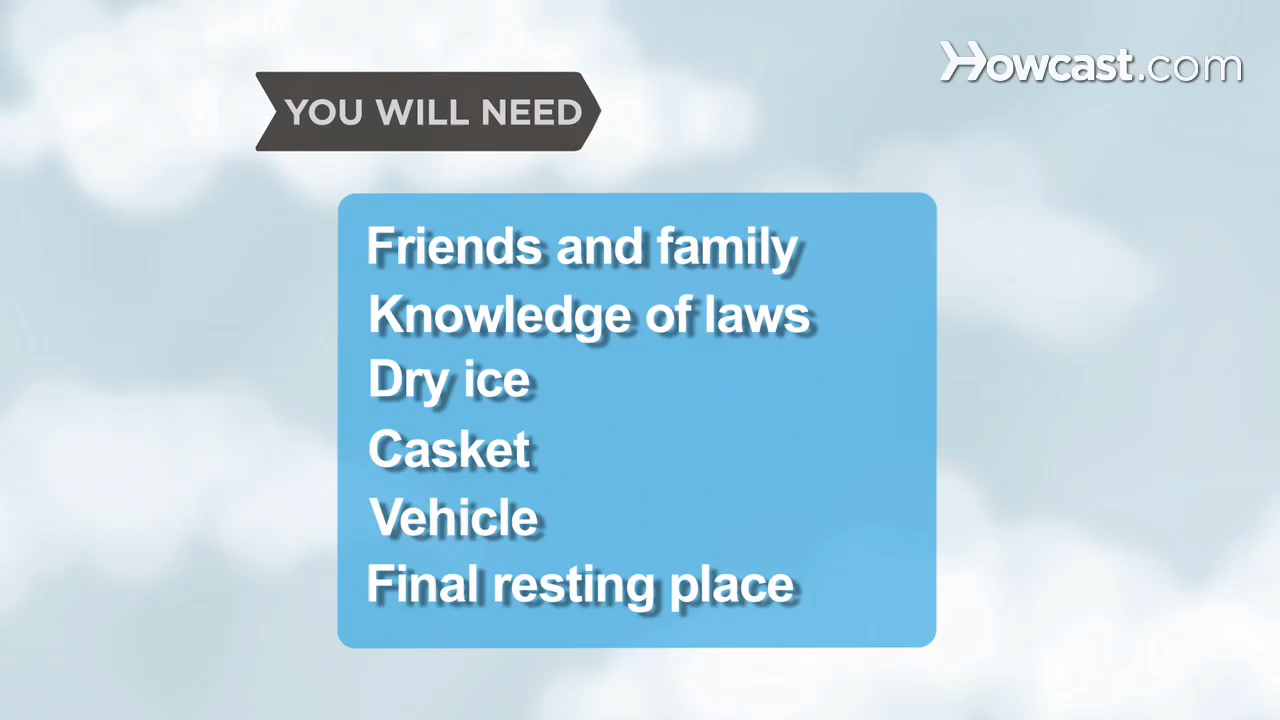 Howcast.com
YOU WILL NEED
Friends and family
Knowledge of laws
Dry ice
Casket
Vehicle
Final resting place